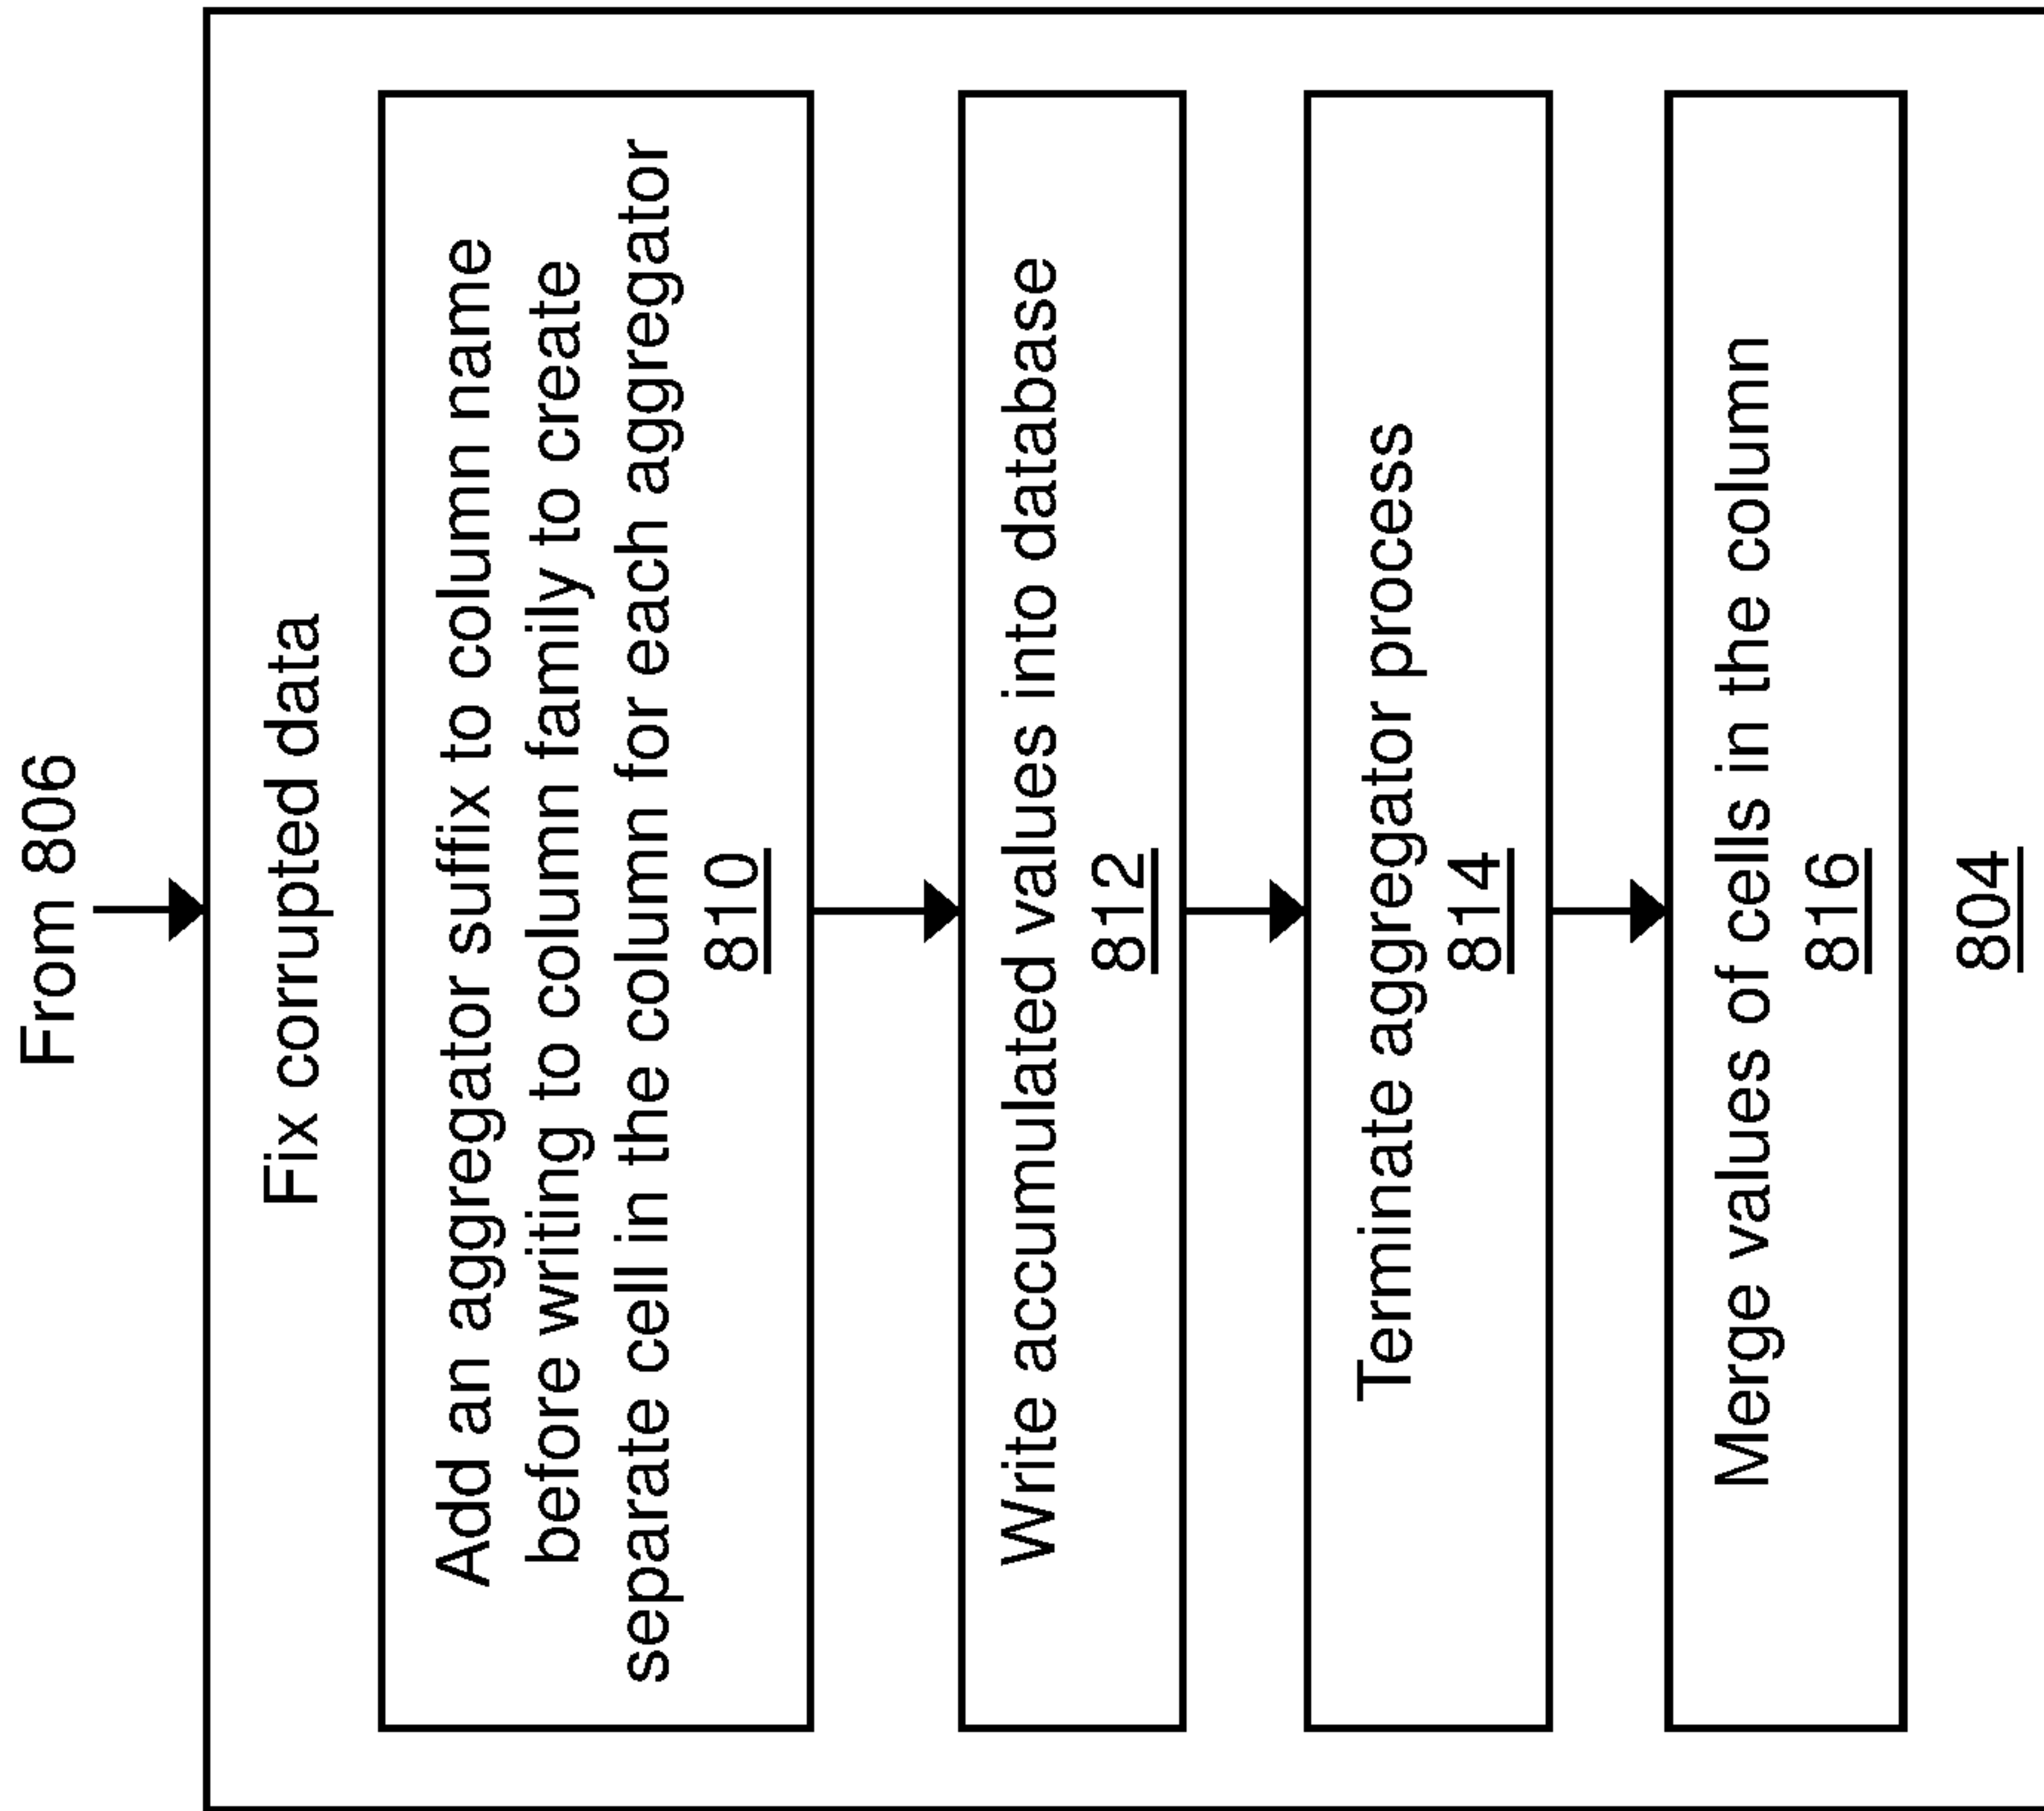 From 806
Fix corrupted data
Add an aggregator suffix to column name
before writing to column family to create
separate cell in the column for each aggregator
810
Write accumulated values into database
812
Terminate aggregator process
814
Merge values of cells in the column
816
804